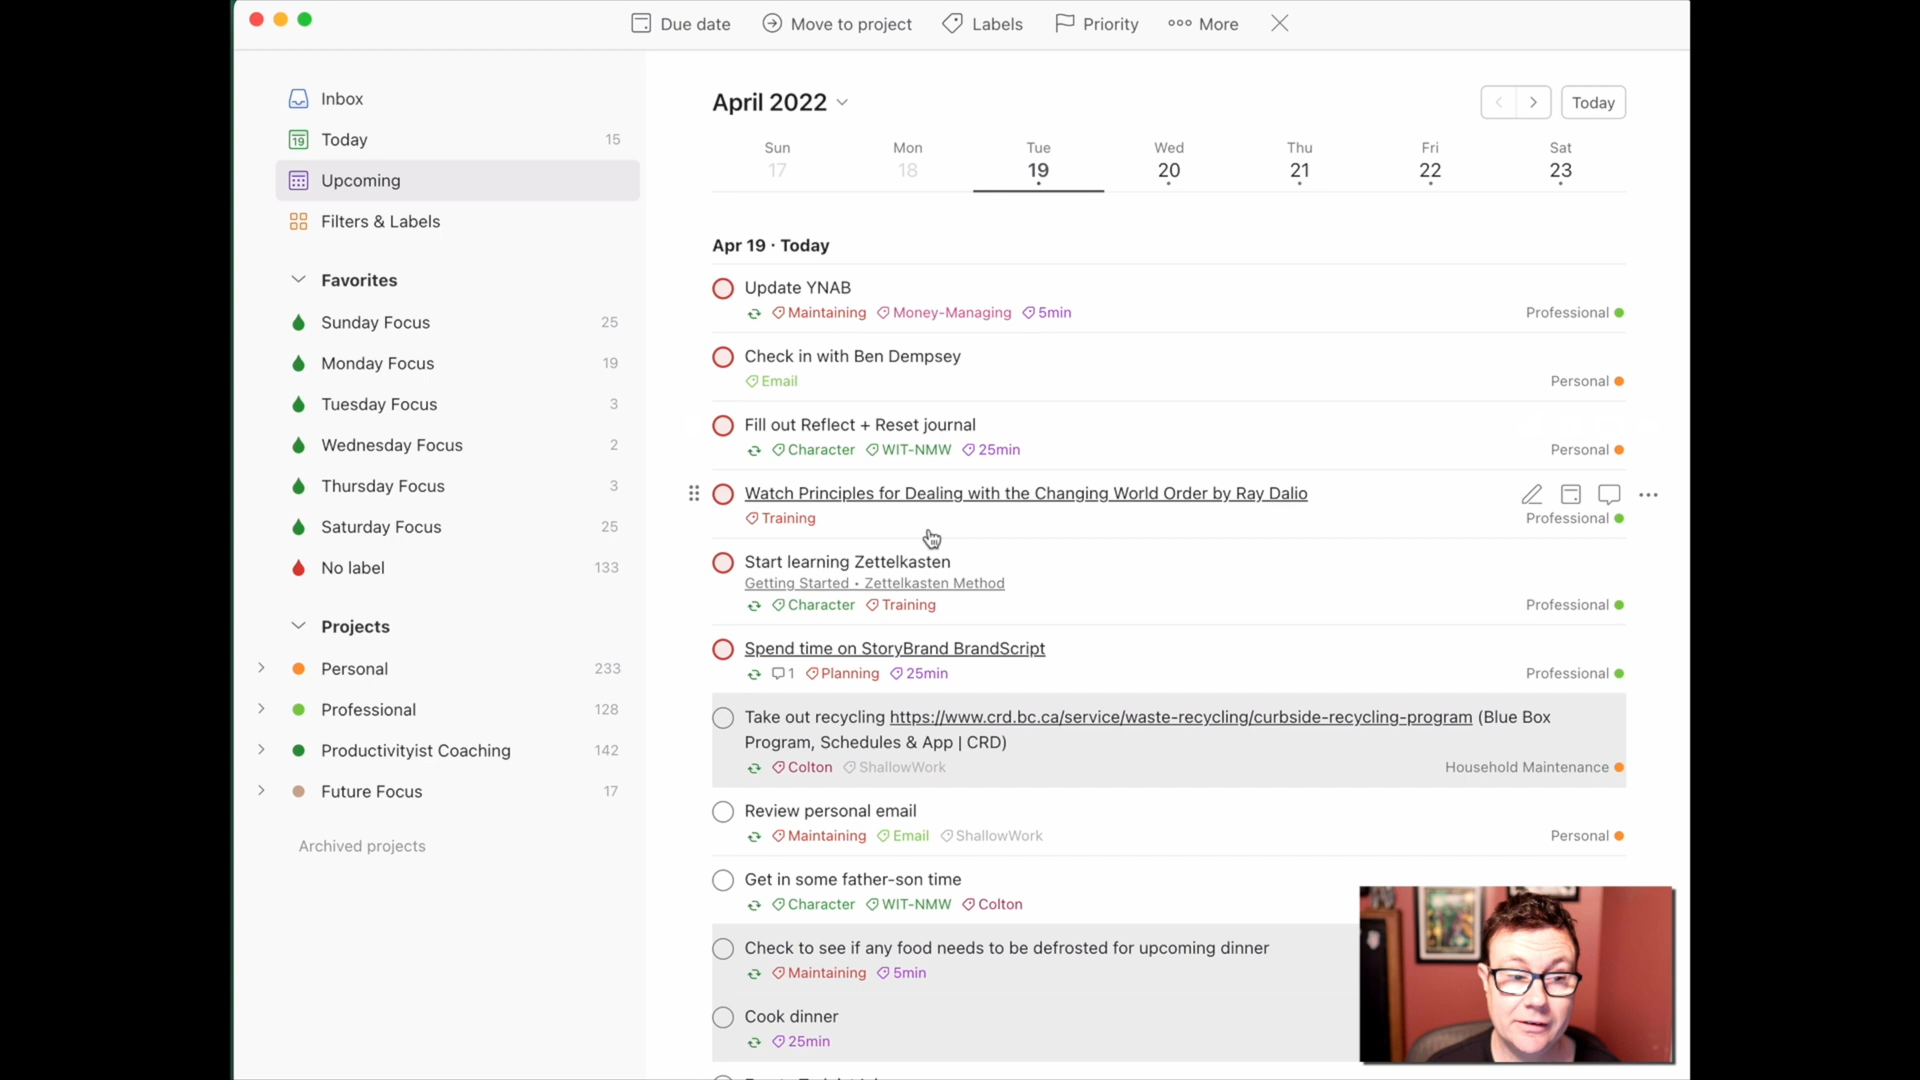 Due date Move to project Labels Priority More
Inbox
19 Today 15
Upcoming
Filters & Labels
Favorites
Sunday Focus 25
Monday Focus 19
Tuesday Focus 3
Wednesday Focus 2
Thursday Focus 3
Saturday Focus 25
No label 133
Projects
Personal 233
Professional 128
Productivityist Coaching 142
Future Focus 17
Archived projects
April 2022 Today
Sun Mon Tue Wed Thu Fri Sat
17 18 19 20 21 22 23
Apr 19 · Today
Update YNAB
Maintaining Money-Managing 5min Professional
Check in with Ben Dempsey
Email Personal
Fill out Reflect + Reset journal
Character WIT-NMW 25min Personal
Watch Principles for Dealing with the Changing World Order by Ray Dalio
Training Professional
Start learning Zettelkasten
Getting Started • Zettelkasten Method
Character Training Professional
Spend time on StoryBrand BrandScript
1 Planning 25min Professional
Take out recycling https://www.crd.bc.ca/service/waste-recycling/curbside-recycling-program (Blue Box
Program, Schedules & App | CRD)
Colton ShallowWork Household Maintenance
Review personal email
Maintaining Email ShallowWork Personal
Get in some father-son time
Character WIT-NMW Colton
Check to see if any food needs to be defrosted for upcoming dinner
Maintaining 5min
Cook dinner
25min